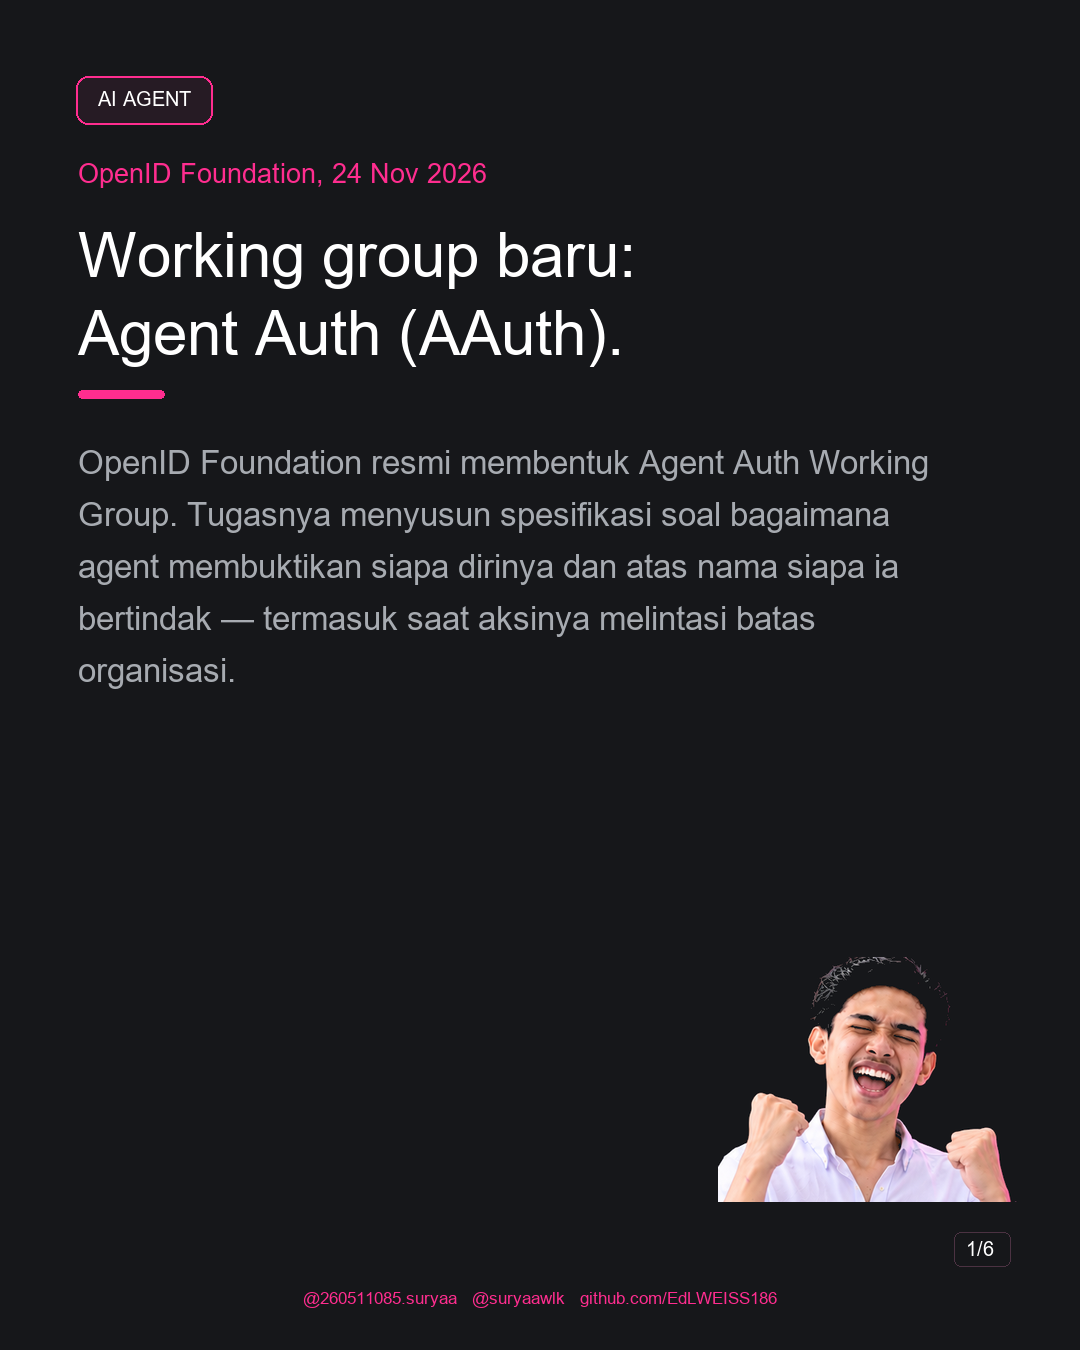 AI AGENT
OpenID Foundation, 24 Nov 2026
Working group baru:
Agent Auth (AAuth).
OpenID Foundation resmi membentuk Agent Auth Working
Group. Tugasnya menyusun spesifikasi soal bagaimana
agent membuktikan siapa dirinya dan atas nama siapa ia
bertindak — termasuk saat aksinya melintasi batas
organisasi.
1/6
@260511085.suryaa @suryaawlk github.com/EdLWEISS186